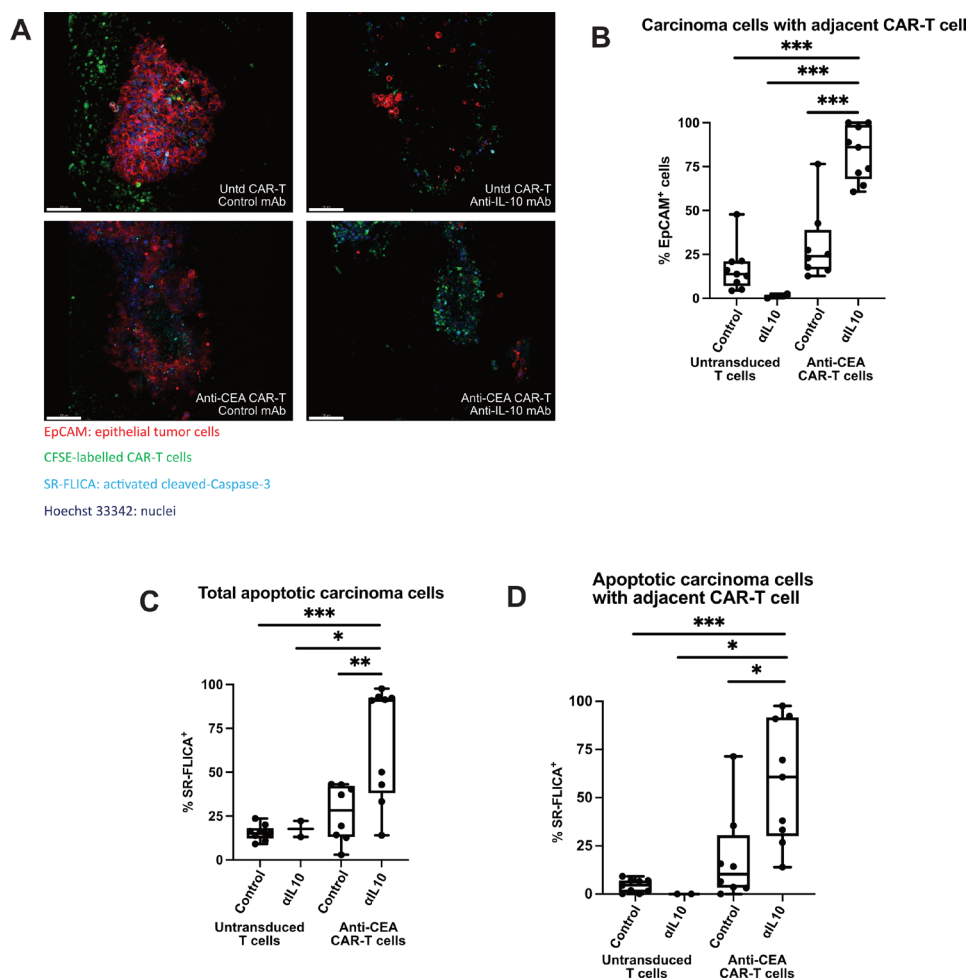 A
Untd CAR-T
Control mAb
Untd CAR-T
Anti-IL-10 mAb
Anti-CEA CAR-T
Control mAb
Anti-CEA CAR-T
Anti-IL-10 mAb
EpCAM: epithelial tumor cells
CFSE-labelled CAR-T cells
SR-FLICA: activated cleaved-Caspase-3
Hoechst 33342: nuclei
B
Carcinoma cells with adjacent CAR-T cell
***
***
***
% EpCAM⁺ cells
100
75
50
25
0
Control
αIL10
Control
αIL10
Untransduced
T cells
Anti-CEA
CAR-T cells
C
Total apoptotic carcinoma cells
***
*
**
% SR-FLICA⁺
100
75
50
25
0
Control
αIL10
Control
αIL10
Untransduced
T cells
Anti-CEA
CAR-T cells
D
Apoptotic carcinoma cells
with adjacent CAR-T cell
***
*
*
% SR-FLICA⁺
100
75
50
25
0
Control
αIL10
Control
αIL10
Untransduced
T cells
Anti-CEA
CAR-T cells